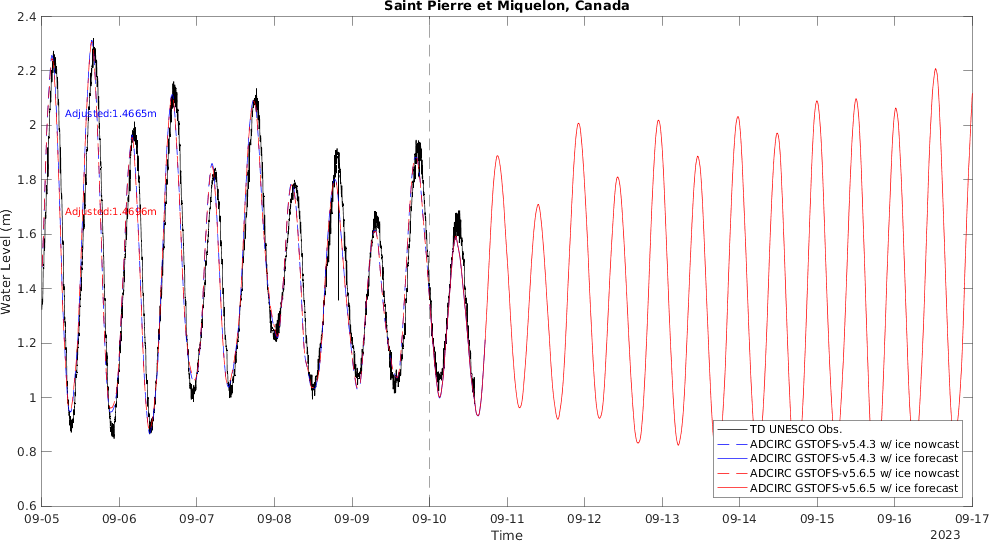 Saint Pierre et Miquelon, Canada
2.4
2.2
2
1.8
1.6
1.4
1.2
1
0.8
0.6
Water Level (m)
Adjusted:1.4665m
Adjusted:1.4696m
TD UNESCO Obs.
ADCIRC GSTOFS-v5.4.3 w/ ice nowcast
ADCIRC GSTOFS-v5.4.3 w/ ice forecast
ADCIRC GSTOFS-v5.6.5 w/ ice nowcast
ADCIRC GSTOFS-v5.6.5 w/ ice forecast
09-05 09-06 09-07 09-08 09-09 09-10 09-11 09-12 09-13 09-14 09-15 09-16 09-17
Time
2023